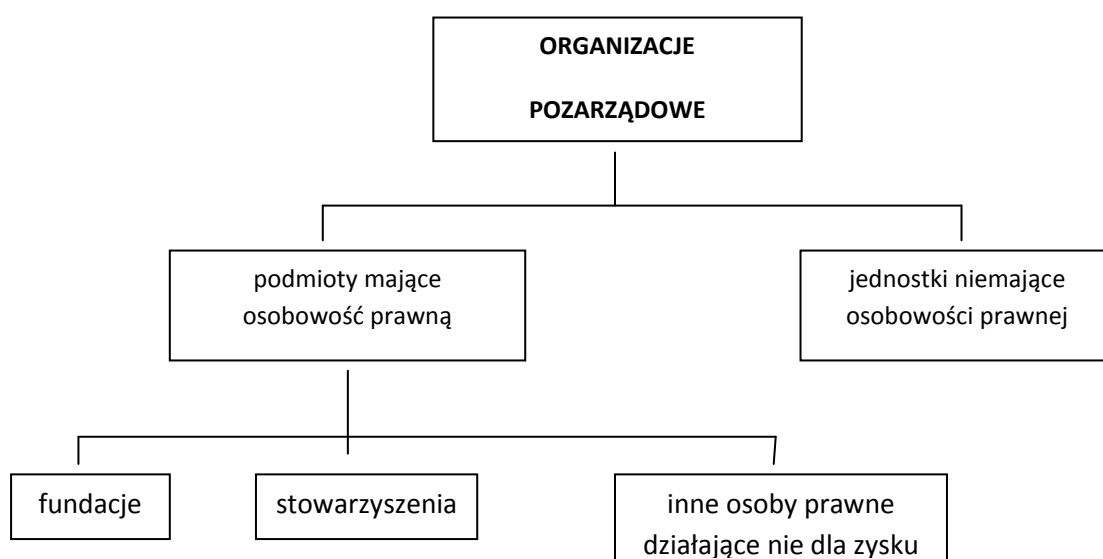 ORGANIZACJE
POZARZĄDOWE
podmioty mające
osobowość prawną
jednostki niemające
osobowości prawnej
fundacje
stowarzyszenia
inne osoby prawne
działające nie dla zysku